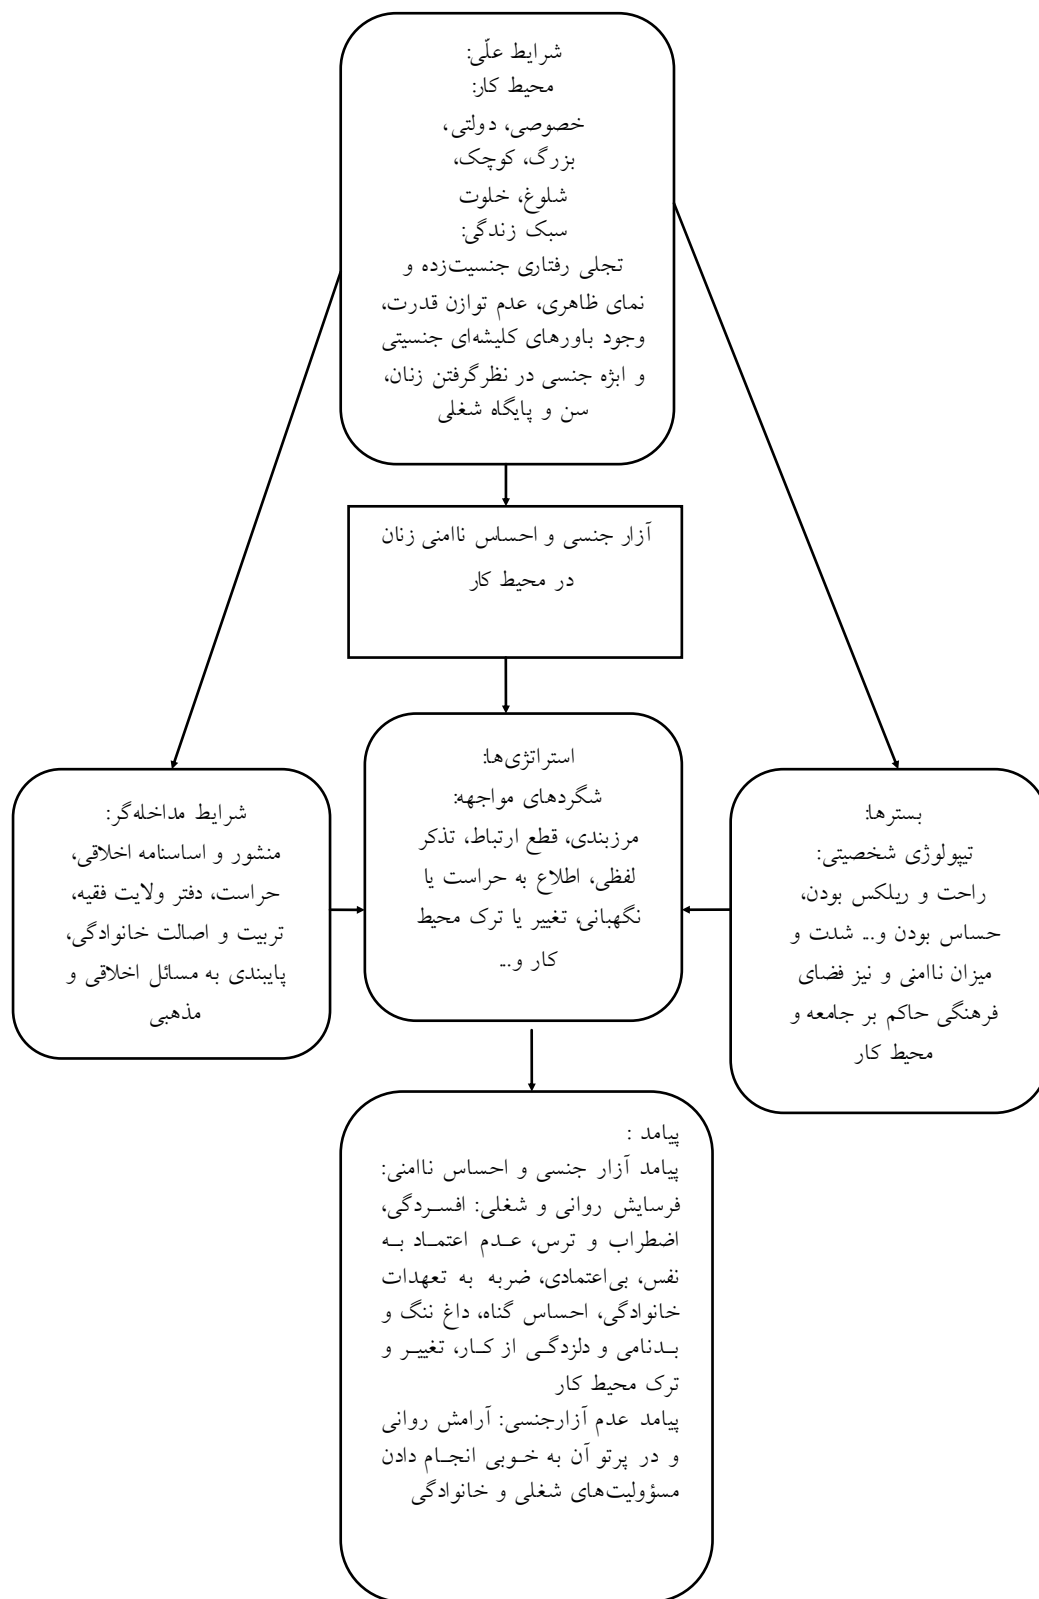 شرایط علّی:
محیط کار:
خصوصی، دولتی،
بزرگ، کوچک،
شلوغ، خلوت
سبک زندگی:
تجلی رفتاری جنسیت‌زده و
نمای ظاهری، عدم توازن قدرت،
وجود باورهای کلیشه‌ای جنسیتی
و ابژه جنسی در نظرگرفتن زنان،
سن و پایگاه شغلی
آزار جنسی و احساس ناامنی زنان
در محیط کار
بسترها:
تیپولوژی شخصیتی:
راحت و ریلکس بودن،
حساس بودن و... شدت و
میزان ناامنی و نیز فضای
فرهنگی حاکم بر جامعه و
محیط کار
استراتژی‌ها:
شگردهای مواجهه:
مرزبندی، قطع ارتباط، تذکر
لفظی، اطلاع به حراست یا
نگهبانی، تغییر یا ترک محیط
کار و...
شرایط مداخله‌گر:
منشور و اساسنامه اخلاقی،
حراست، دفتر ولایت فقیه،
تربیت و اصالت خانوادگی،
پایبندی به مسائل اخلاقی و
مذهبی
پیامد :
پیامد آزار جنسی و احساس ناامنی:
فرسایش روانی و شغلی: افسردگی،
اضطراب و ترس، عدم اعتماد به
نفس، بی‌اعتمادی، ضربه به تعهدات
خانوادگی، احساس گناه، داغ ننگ و
بدنامی و دلزدگی از کار، تغییر و
ترک محیط کار
پیامد عدم آزارجنسی: آرامش روانی
و در پرتو آن به خوبی انجام دادن
مسؤولیت‌های شغلی و خانوادگی